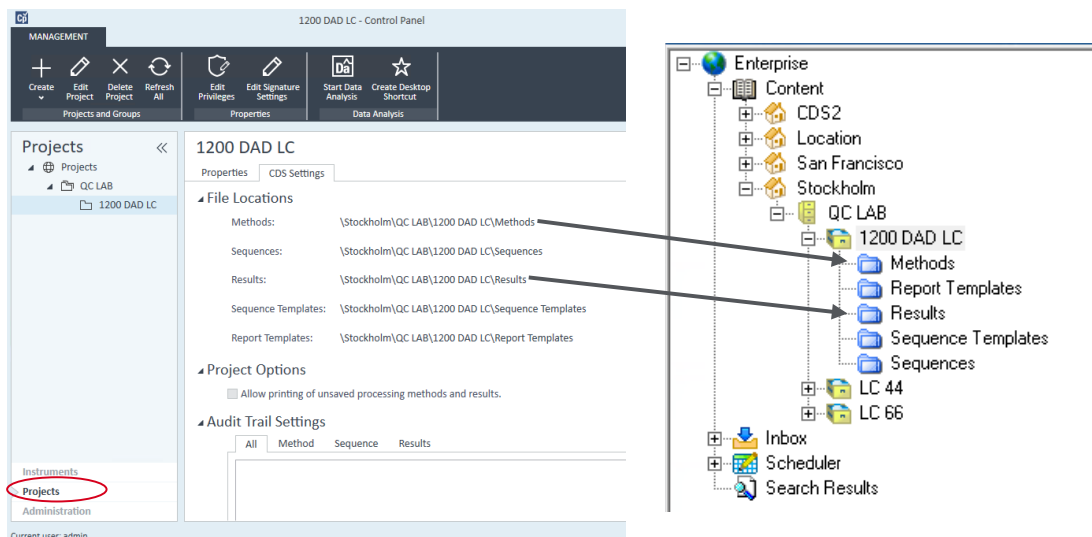 1200 DAD LC - Control Panel
MANAGEMENT
Create
Edit Project
Delete Project
Refresh All
Projects and Groups
Edit Privileges
Edit Signature Settings
Properties
Start Data Analysis
Create Desktop Shortcut
Data Analysis
Projects
Projects
QC LAB
1200 DAD LC
Instruments
Projects
Administration
1200 DAD LC
Properties CDS Settings
File Locations
Methods: \Stockholm\QC LAB\1200 DAD LC\Methods
Sequences: \Stockholm\QC LAB\1200 DAD LC\Sequences
Results: \Stockholm\QC LAB\1200 DAD LC\Results
Sequence Templates: \Stockholm\QC LAB\1200 DAD LC\Sequence Templates
Report Templates: \Stockholm\QC LAB\1200 DAD LC\Report Templates
Project Options
Allow printing of unsaved processing methods and results.
Audit Trail Settings
All Method Sequence Results
Current user: admin
Enterprise
Content
CDS2
Location
San Francisco
Stockholm
QC LAB
1200 DAD LC
Methods
Report Templates
Results
Sequence Templates
Sequences
LC 44
LC 66
Inbox
Scheduler
Search Results